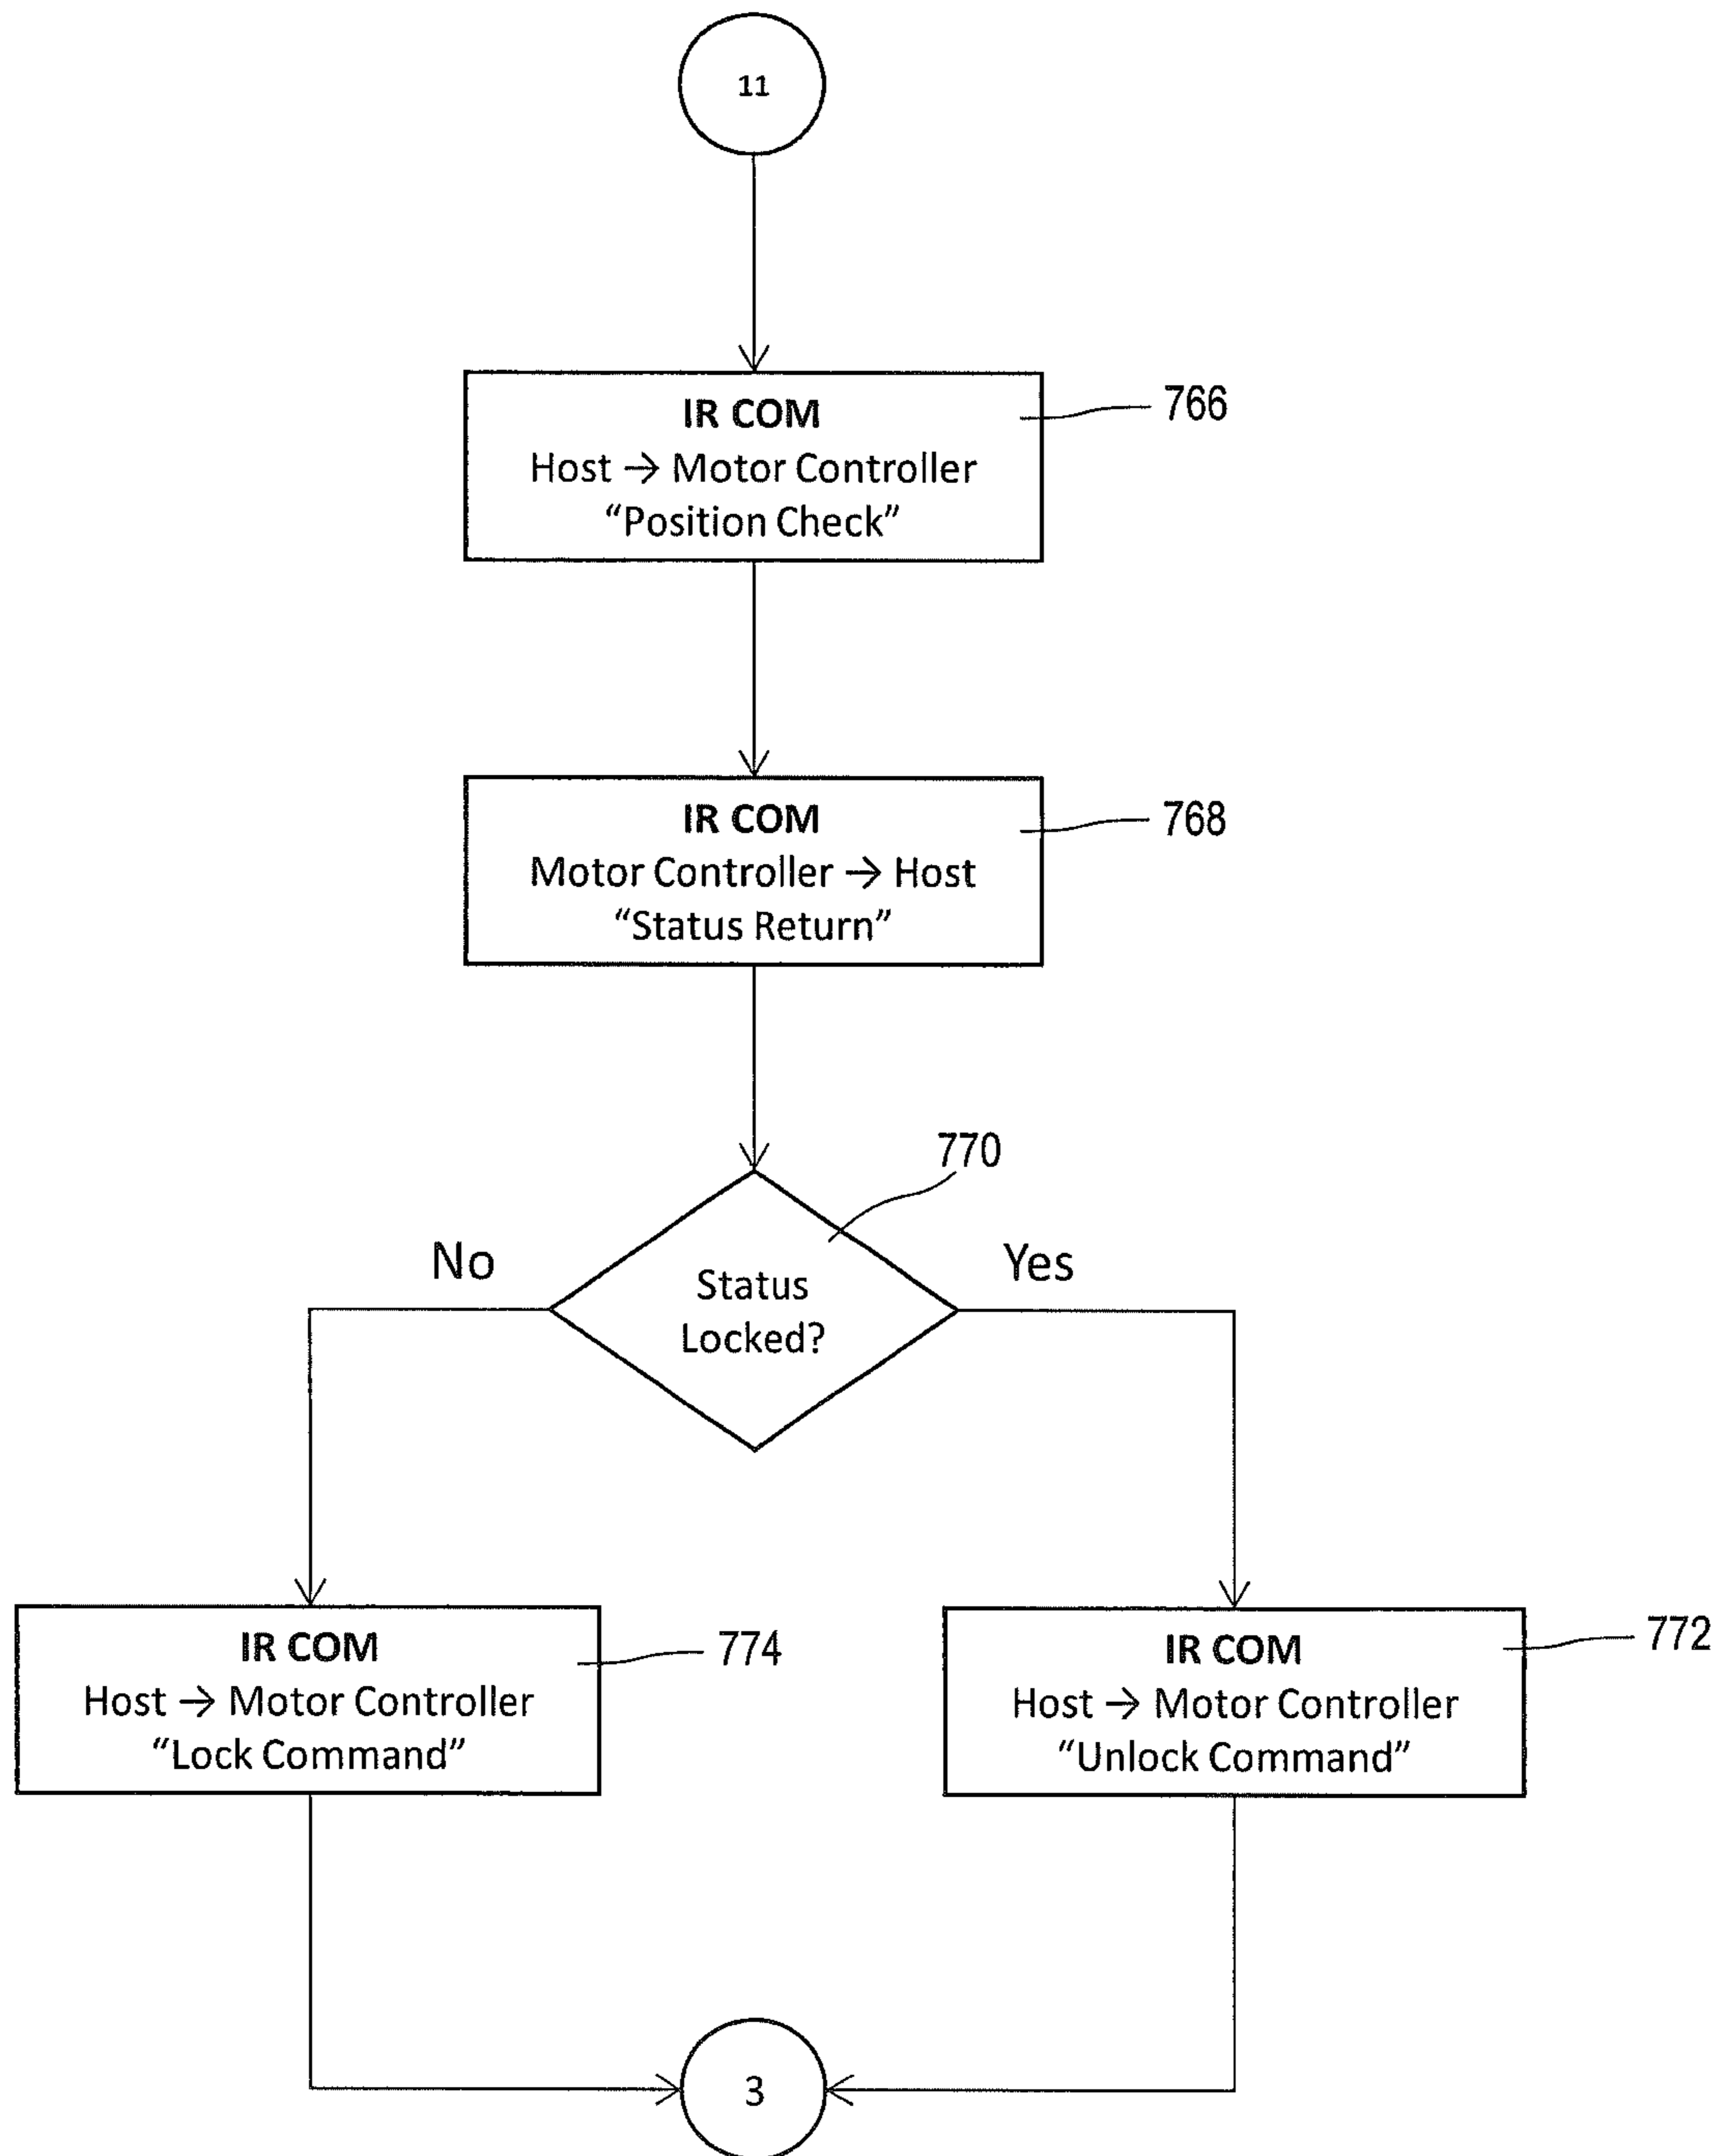 11
IR COM
Host → Motor Controller
“Position Check”
766
IR COM
Motor Controller → Host
“Status Return”
768
770
No
Yes
Status
Locked?
IR COM
Host → Motor Controller
“Lock Command”
774
IR COM
Host → Motor Controller
“Unlock Command”
772
3